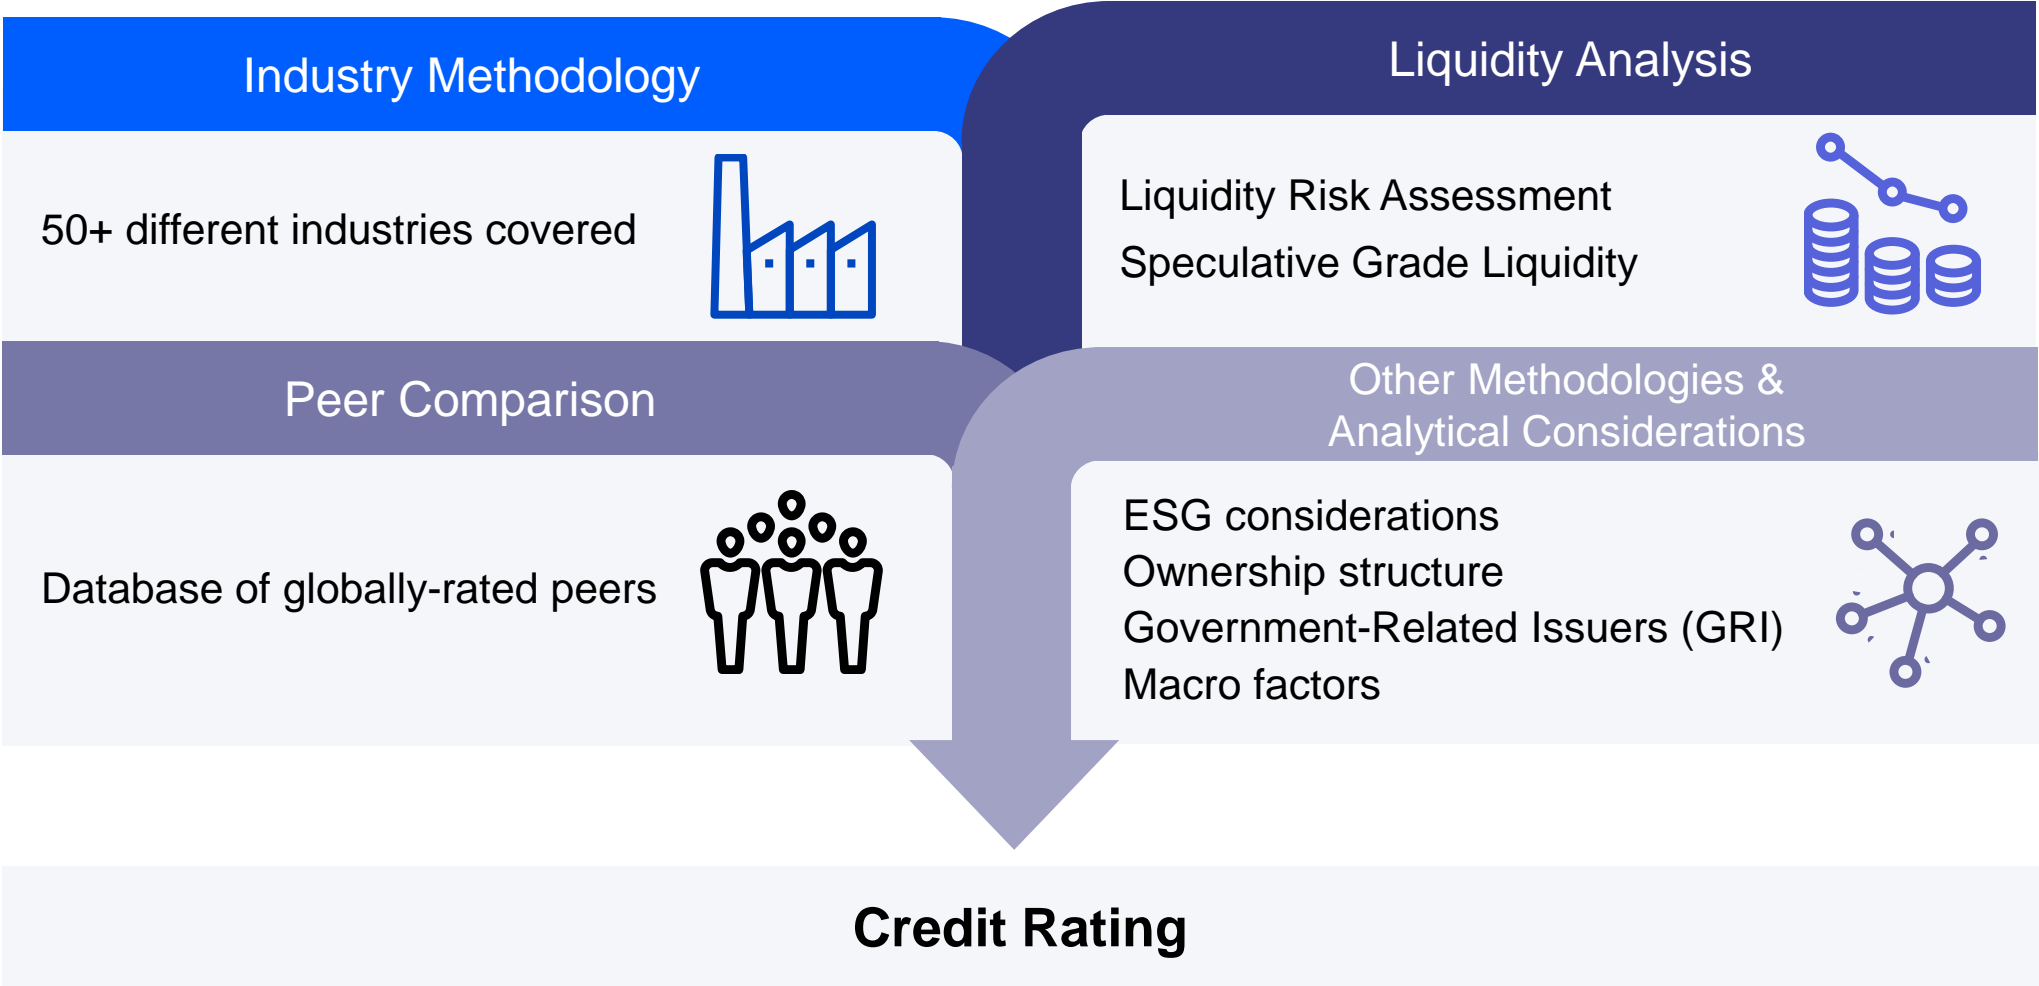 Industry Methodology
50+ different industries covered
Liquidity Analysis
Liquidity Risk Assessment
Speculative Grade Liquidity
Peer Comparison
Database of globally-rated peers
Other Methodologies &
Analytical Considerations
ESG considerations
Ownership structure
Government-Related Issuers (GRI)
Macro factors
Credit Rating